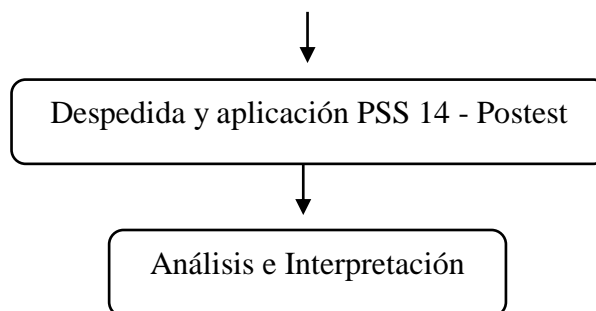 Despedida y aplicación PSS 14 - Postest
Análisis e Interpretación